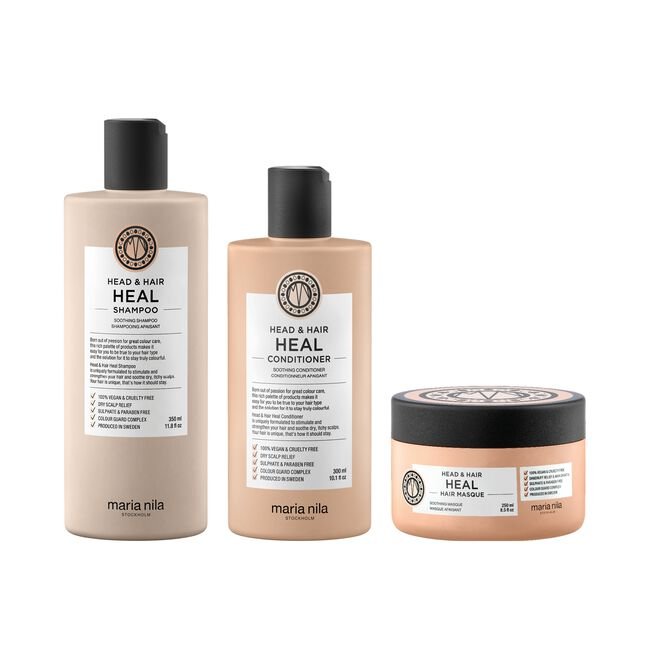 HEAD & HAIR
HEAL
SHAMPOO
SOOTHING SHAMPOO
SHAMPOOING APAISANT
Born out of passion for great colour care,
this rich palette of products makes it
easy for you to be true to your hair type
and the solution for it to stay truly colourful.
Head & Hair Heal Shampoo
is uniquely formulated to stimulate and
strengthen your hair and soothe dry, itchy scalps.
Your hair is unique, that's how it should stay.
100% VEGAN & CRUELTY FREE
DRY SCALP RELIEF
SULPHATE & PARABEN FREE
COLOUR GUARD COMPLEX
PRODUCED IN SWEDEN
350 ml
11.8 fl oz
maria nila
STOCKHOLM
HEAD & HAIR
HEAL
CONDITIONER
SOOTHING CONDITIONER
CONDITIONNEUR APAISANT
Born out of passion for great colour care,
this rich palette of products makes it
easy for you to be true to your hair type
and the solution for it to stay truly colourful.
Head & Hair Heal Conditioner
is uniquely formulated to stimulate and
strengthen your hair and soothe dry, itchy scalps.
Your hair is unique, that's how it should stay.
100% VEGAN & CRUELTY FREE
DRY SCALP RELIEF
SULPHATE & PARABEN FREE
COLOUR GUARD COMPLEX
PRODUCED IN SWEDEN
300 ml
10.1 fl oz
maria nila
STOCKHOLM
HEAD & HAIR
HEAL
HAIR MASQUE
SOOTHING MASQUE
MASQUE APAISANT
250 ml
8.5 fl oz
100% VEGAN & CRUELTY FREE
DANDRUFF RELIEF & HAIR GROWTH
SULPHATE & PARABEN FREE
COLOUR GUARD COMPLEX
PRODUCED IN SWEDEN
maria nila
STOCKHOLM